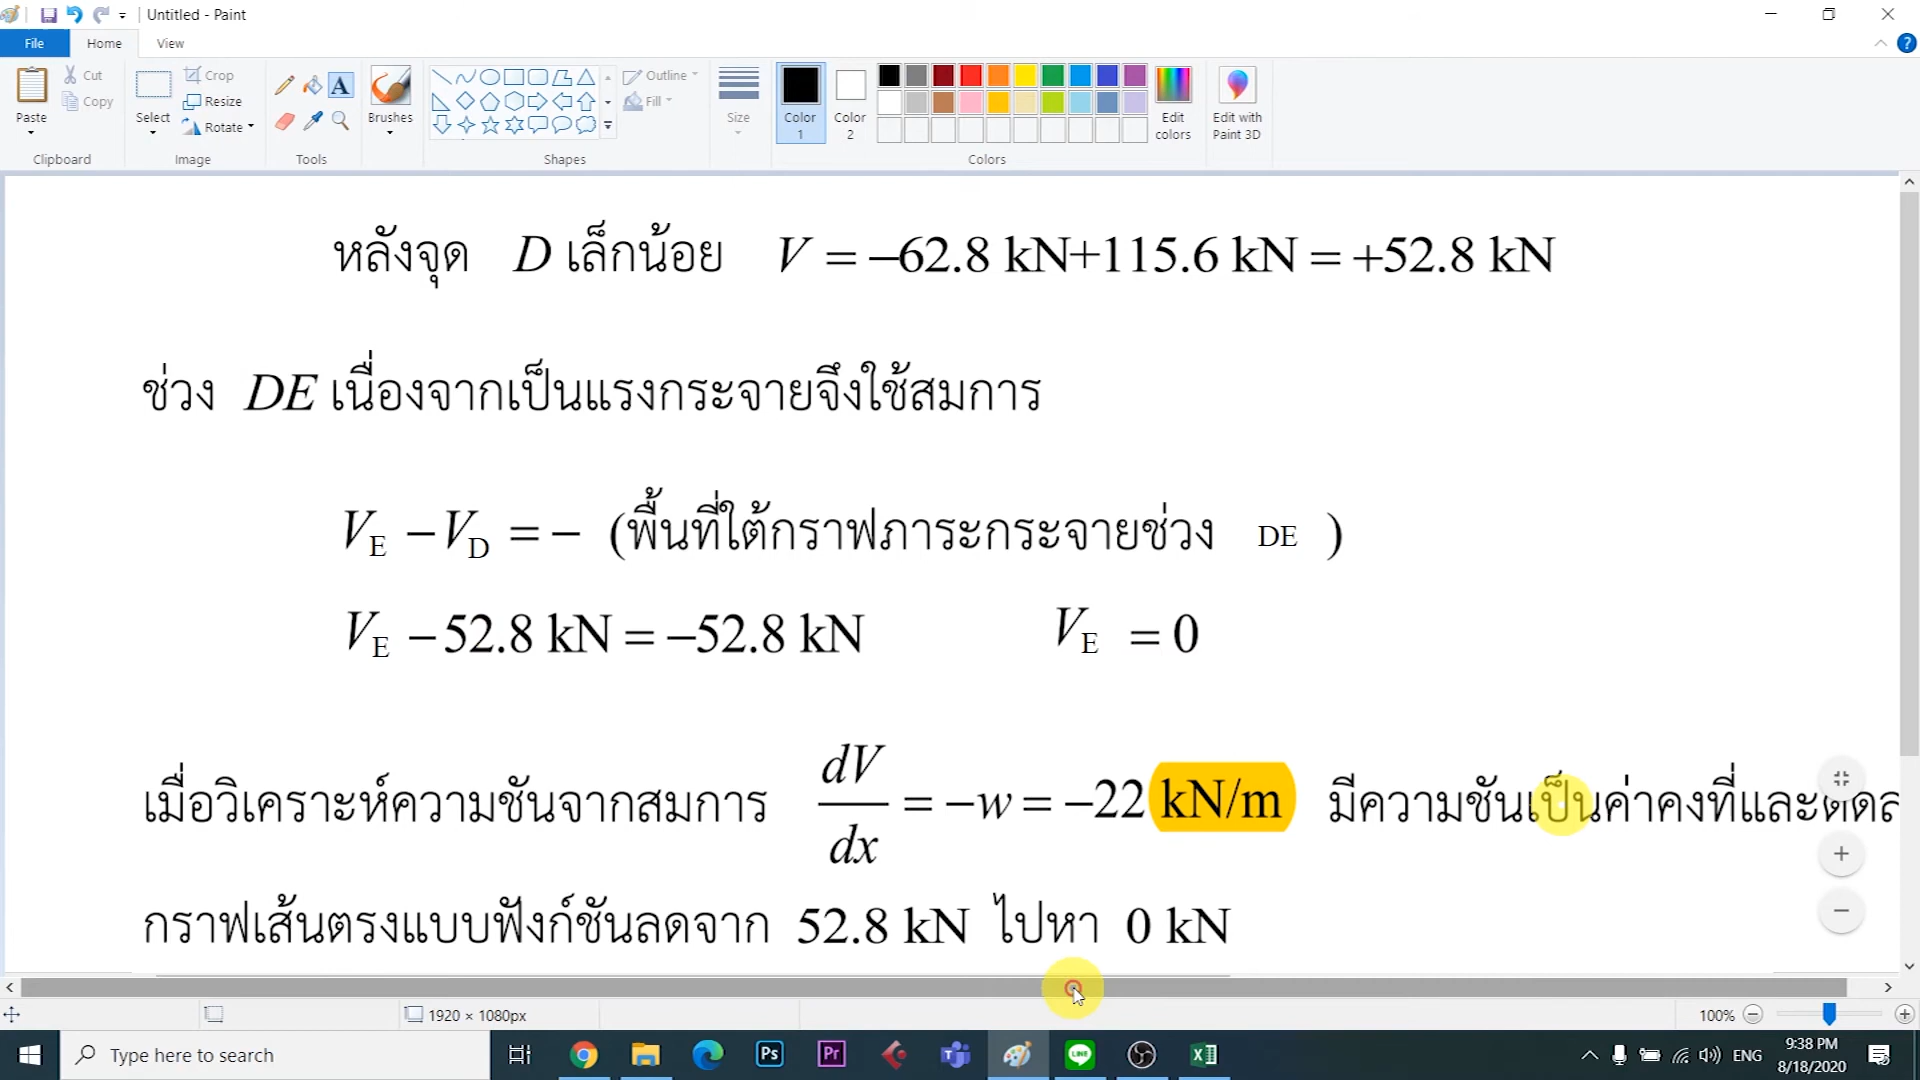 Untitled - Paint
File Home View
Paste
Cut
Copy
Clipboard
Select
Crop
Resize
Rotate
Image
A
Tools
Brushes
Outline
Fill
Shapes
Size
Color 1
Color 2
Edit colors
Colors
Edit with Paint 3D
หลังจุด D เล็กน้อย V = −62.8 kN+115.6 kN = +52.8 kN
ช่วง DE เนื่องจากเป็นแรงกระจายจึงใช้สมการ
V_E − V_D = − (พื้นที่ใต้กราฟภาระกระจายช่วง DE )
V_E − 52.8 kN = −52.8 kN V_E = 0
เมื่อวิเคราะห์ความชันจากสมการ dV/dx = −w = −22 kN/m มีความชันเป็นค่าคงที่และติดล
กราฟเส้นตรงแบบฟังก์ชันลดจาก 52.8 kN ไปหา 0 kN
1920 × 1080px
100%
Type here to search
Ps
Pr
LINE
ENG
9:38 PM
8/18/2020